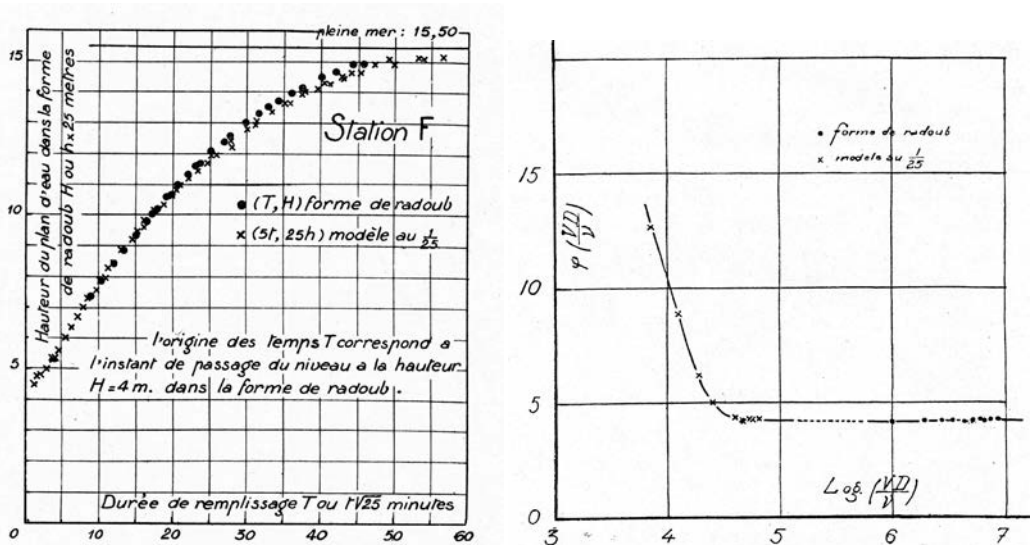 pleine mer : 15,50
Hauteur du plan d'eau dans la forme
de radoub H ou h x 25 metres
Station F
(T, H) forme de radoub
(5t, 25h) modèle au 1/25
l'origine des temps T correspond a
l'instant de passage du niveau a la hauteur
H = 4 m. dans la forme de radoub.
Durée de remplissage T ou t√25 minutes
15
10
5
0
0 10 20 30 40 50 60
φ(VD/ν)
forme de radoub
modèle au 1/25
Log. (VD/ν)
15
10
5
0
3 4 5 6 7